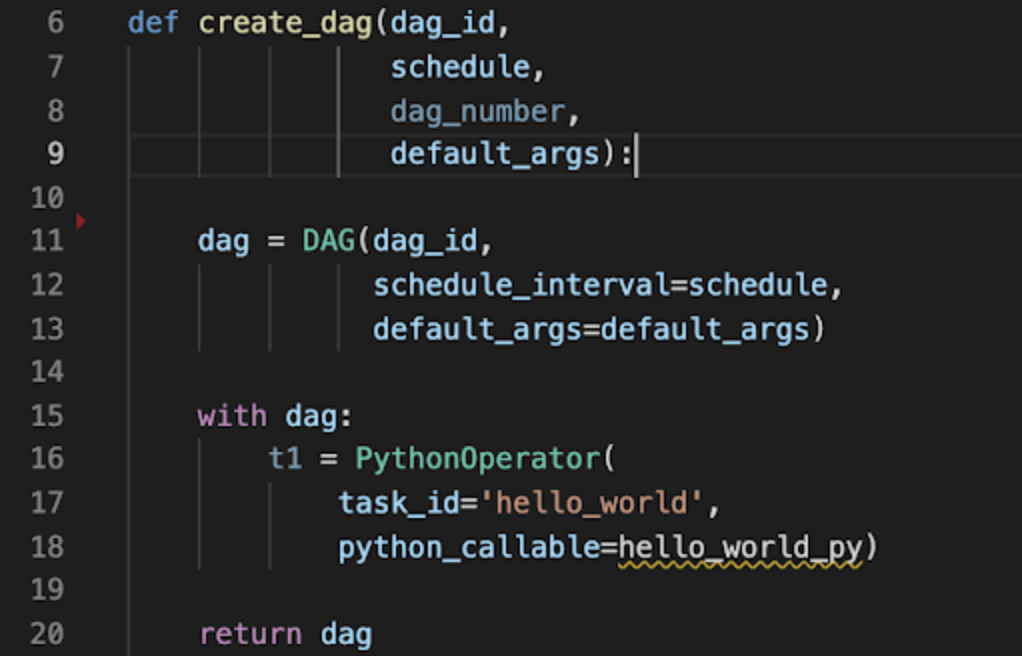 6 def create_dag(dag_id,
7 schedule,
8 dag_number,
9 default_args):
10
11 dag = DAG(dag_id,
12 schedule_interval=schedule,
13 default_args=default_args)
14
15 with dag:
16 t1 = PythonOperator(
17 task_id='hello_world',
18 python_callable=hello_world_py)
19
20 return dag